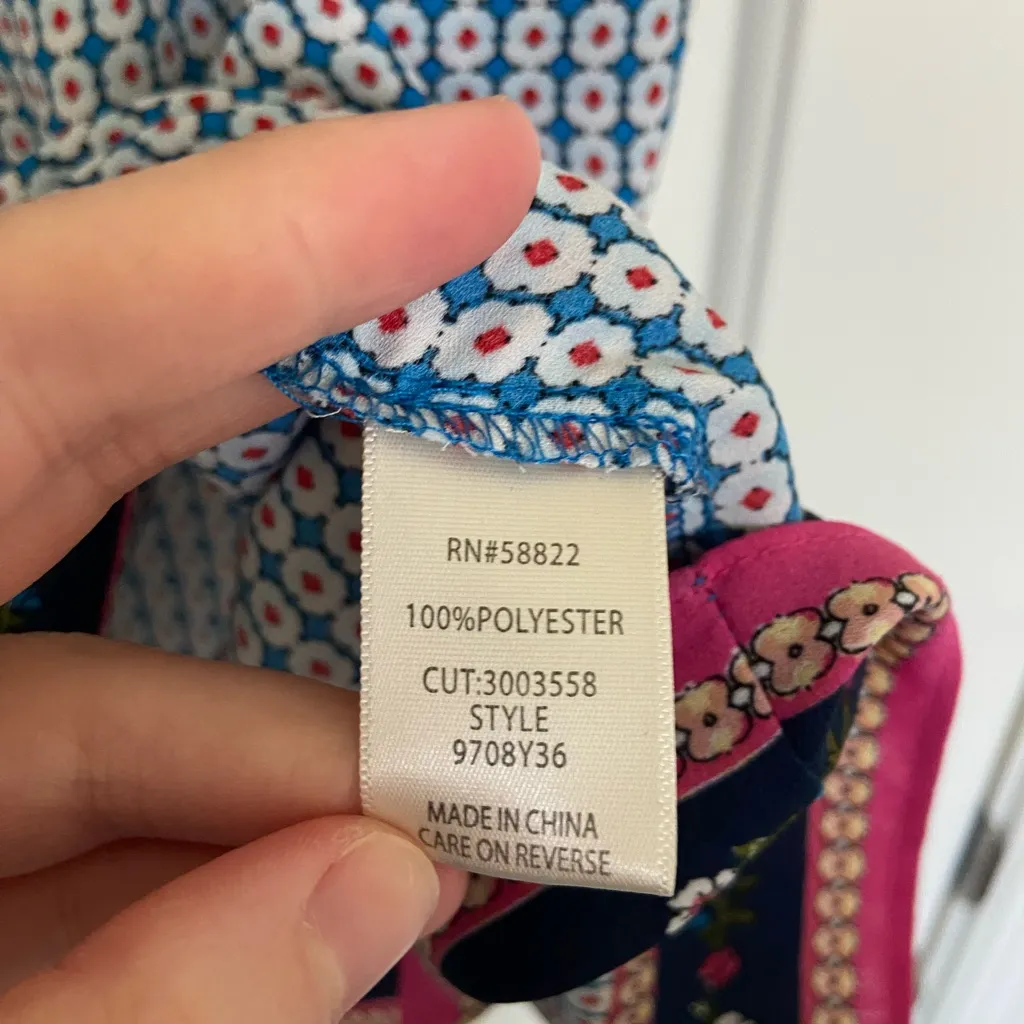 RN#58822
100%POLYESTER
CUT:3003558
STYLE
9708Y36
MADE IN CHINA
CARE ON REVERSE